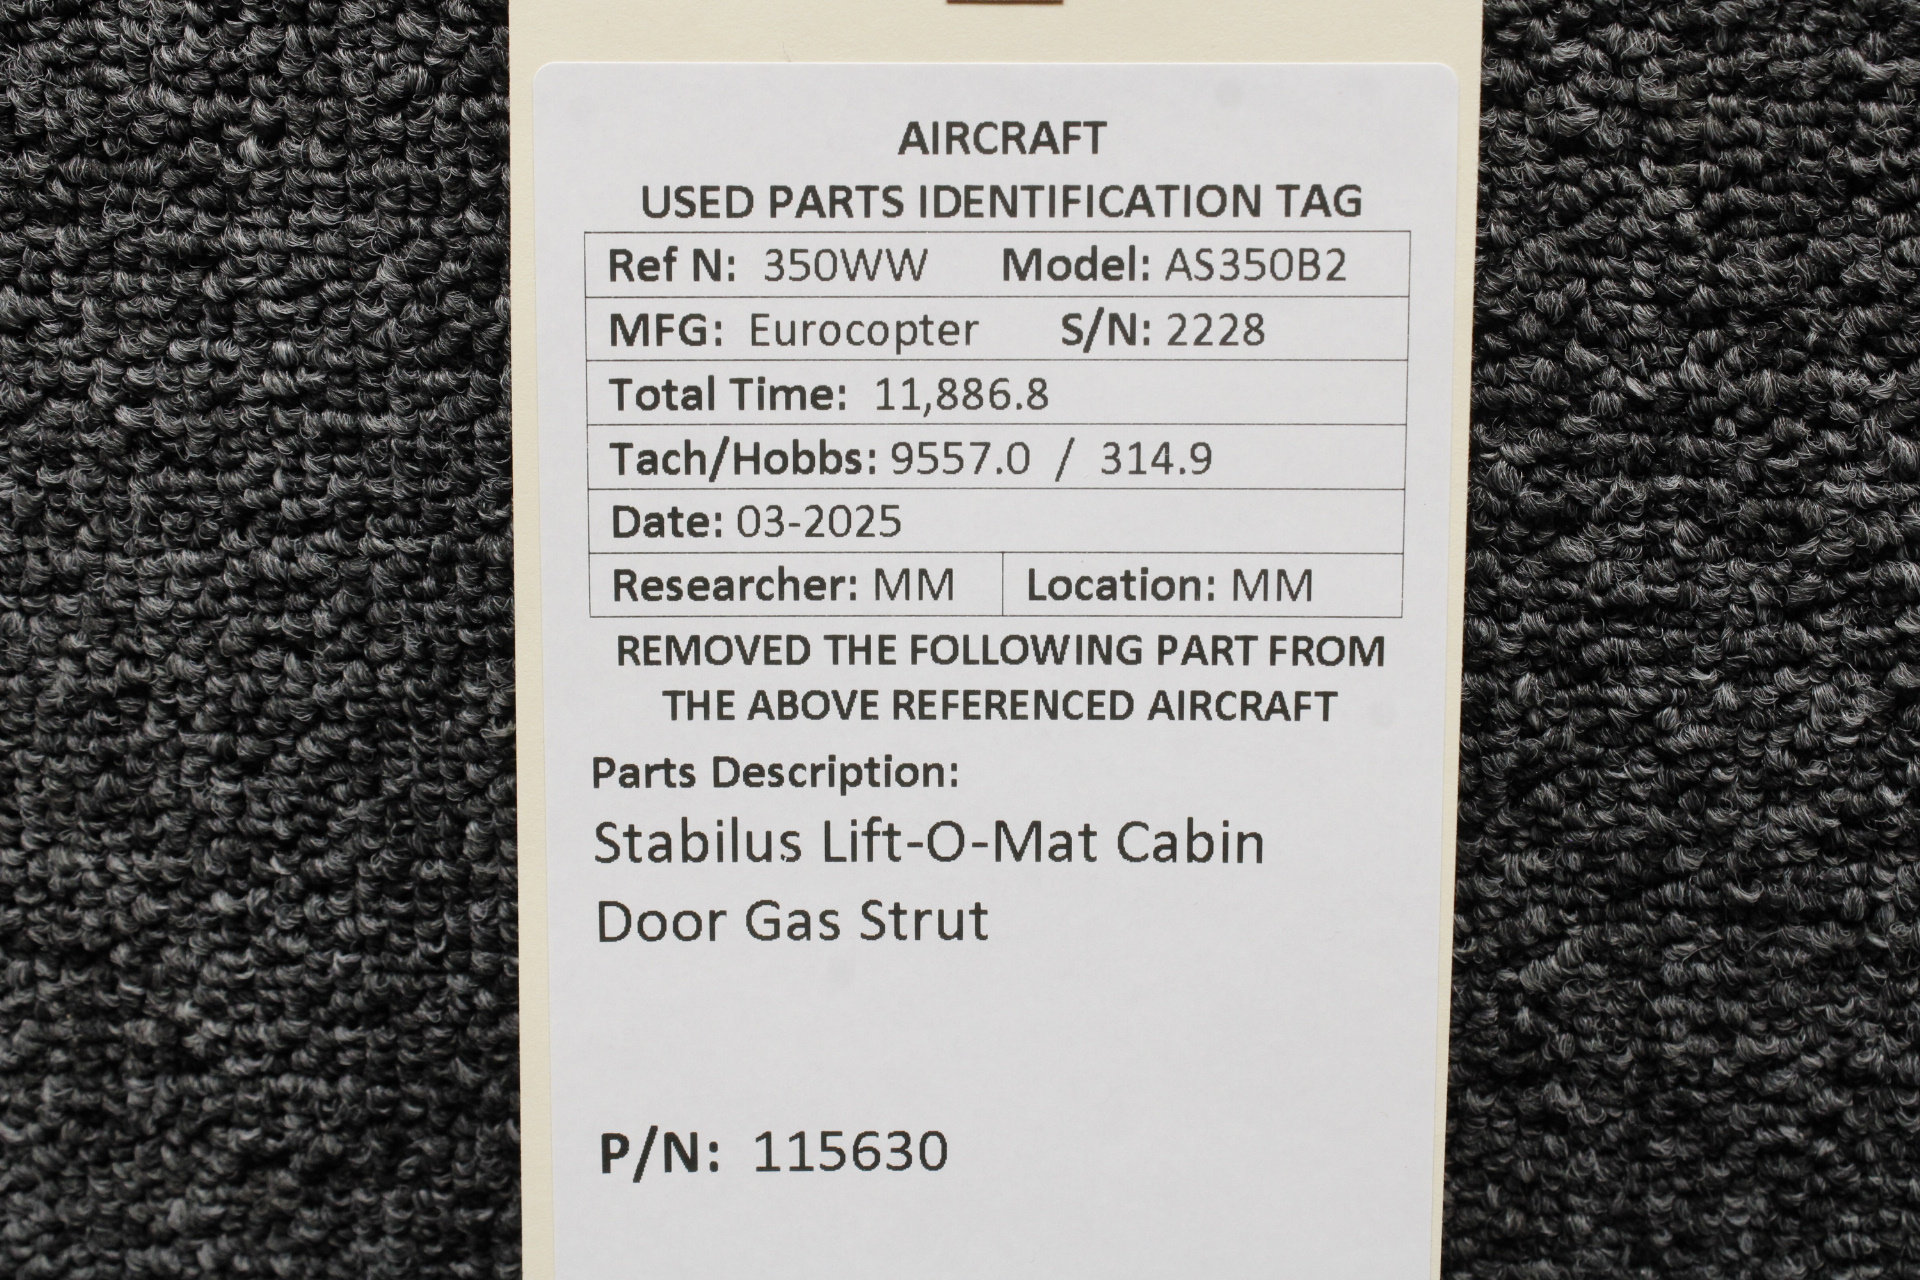 AIRCRAFT
USED PARTS IDENTIFICATION TAG
Ref N: 350WW Model: AS350B2
MFG: Eurocopter S/N: 2228
Total Time: 11,886.8
Tach/Hobbs: 9557.0 / 314.9
Date: 03-2025
Researcher: MM Location: MM
REMOVED THE FOLLOWING PART FROM
THE ABOVE REFERENCED AIRCRAFT
Parts Description:
Stabilus Lift-O-Mat Cabin
Door Gas Strut
P/N: 115630